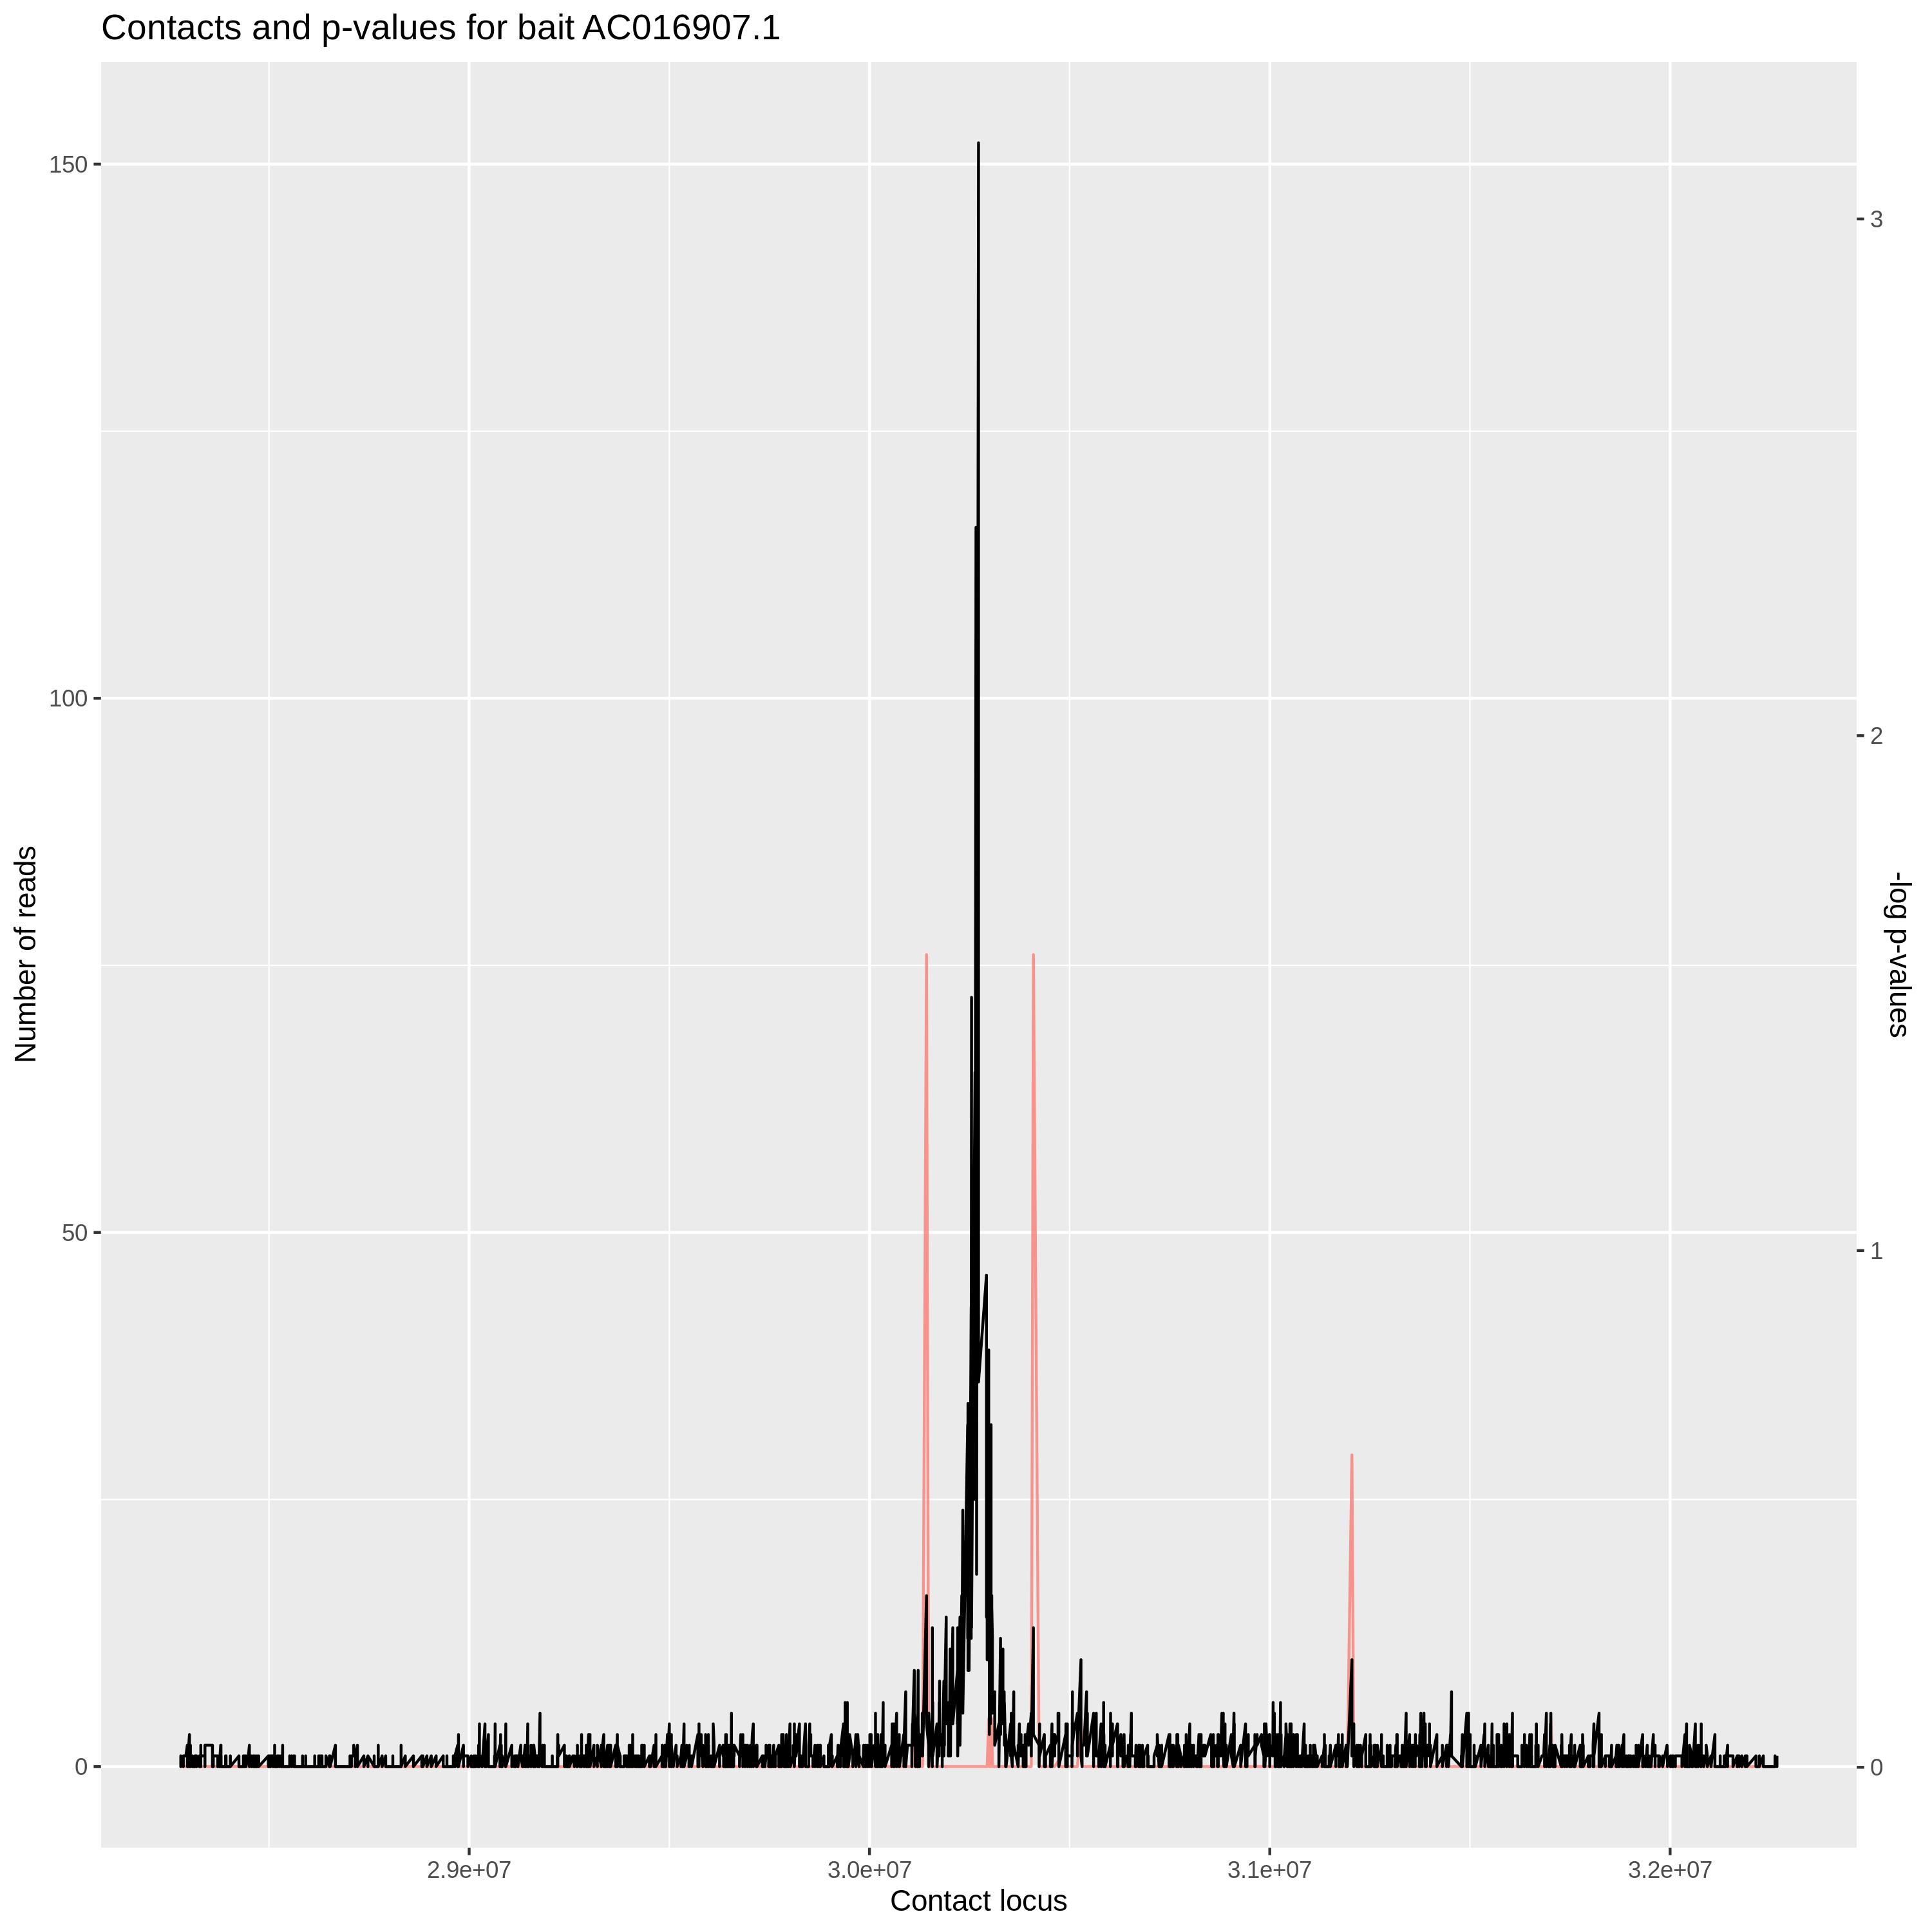 Contacts and p-values for bait AC016907.1
150
100
50
0
Number of reads
3
2
1
0
-log p-values
2.9e+07
3.0e+07
3.1e+07
3.2e+07
Contact locus